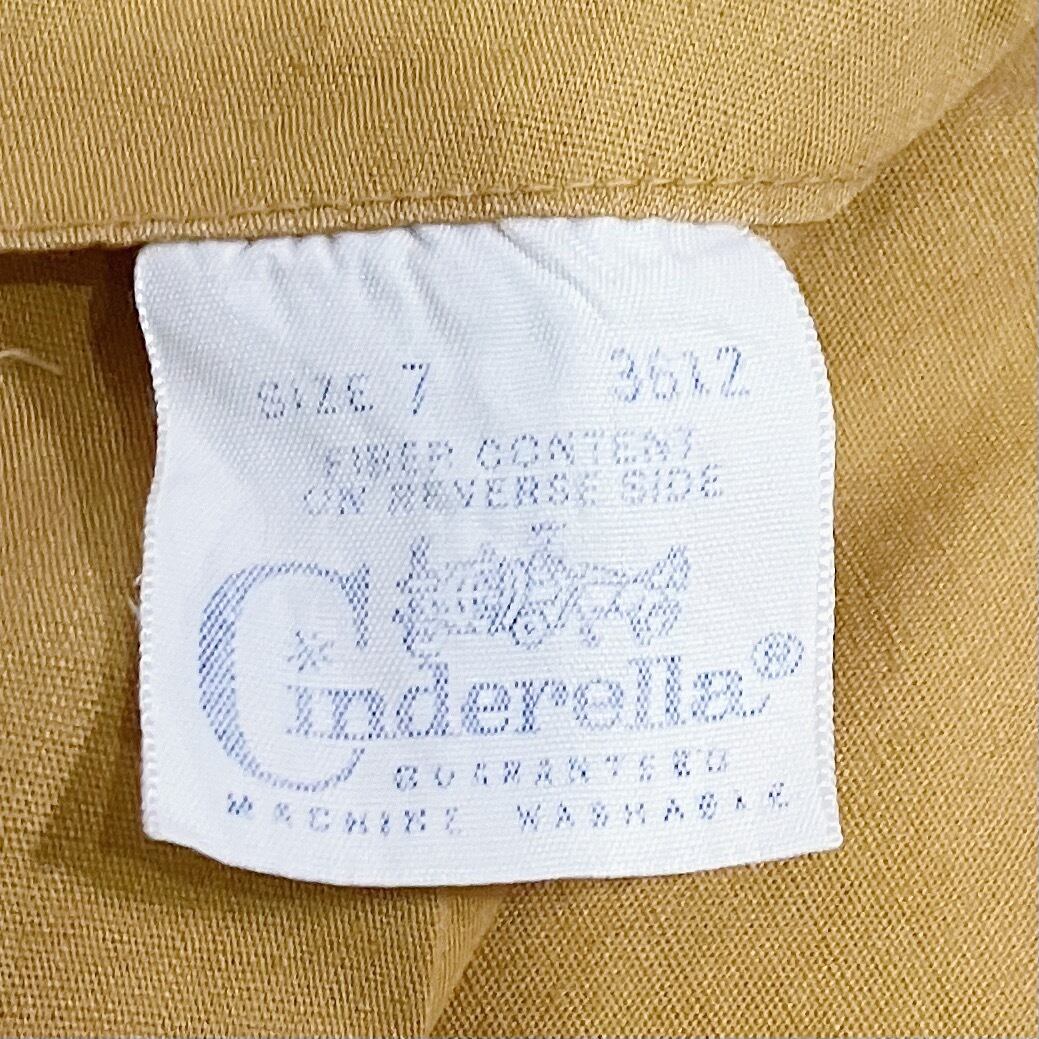 SIZE 7 3612
FIBER CONTENT
ON REVERSE SIDE
Cinderella®
GUARANTEED
MACHINE WASHABLE